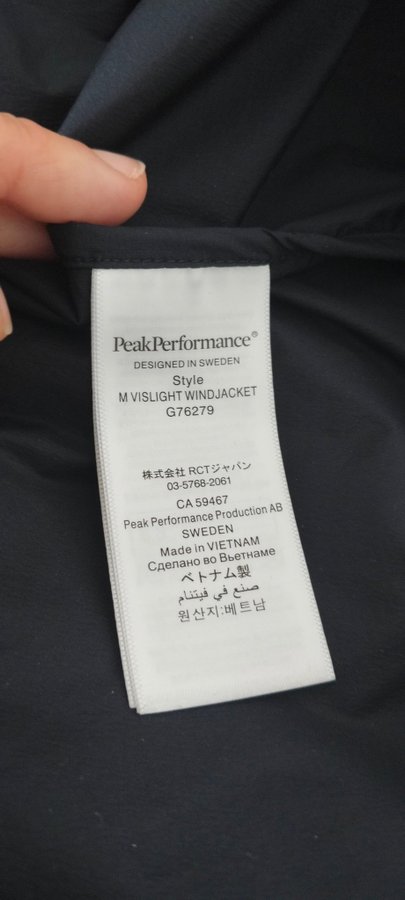 PeakPerformance®
DESIGNED IN SWEDEN
Style
M VISLIGHT WINDJACKET
G76279
株式会社 RCTジャパン
03-5768-2061
CA 59467
Peak Performance Production AB
SWEDEN
Made in VIETNAM
Сделано во Вьетнаме
ベトナム製
صنع في فيتنام
원산지:베트남